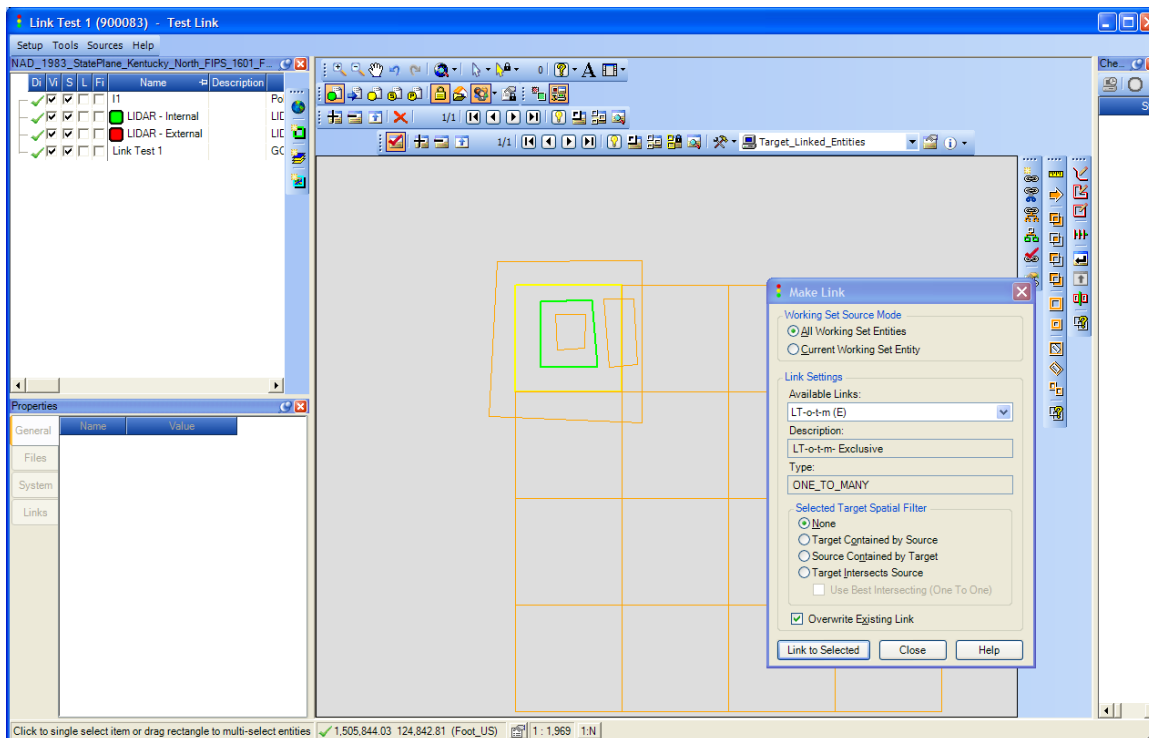 Link Test 1 (900083) - Test Link
Setup Tools Sources Help
NAD_1983_StatePlane_Kentucky_North_FIPS_1601_F...
Di Vi S L Fi Name Description
I1 Po
LIDAR - Internal LID
LIDAR - External LID
Link Test 1 GC
0 A
1/1
1/1 Target_Linked_Entities
Che...
S
Make Link
Working Set Source Mode
All Working Set Entities
Current Working Set Entity
Link Settings
Available Links:
LT-o-t-m (E)
Description:
LT-o-t-m- Exclusive
Type:
ONE_TO_MANY
Selected Target Spatial Filter
None
Target Contained by Source
Source Contained by Target
Target Intersects Source
Use Best Intersecting (One To One)
Overwrite Existing Link
Link to Selected Close Help
Properties
General Name Value
Files
System
Links
Click to single select item or drag rectangle to multi-select entities 1,505,844.03 124,842.81 (Foot_US) 1 : 1,969 1:N